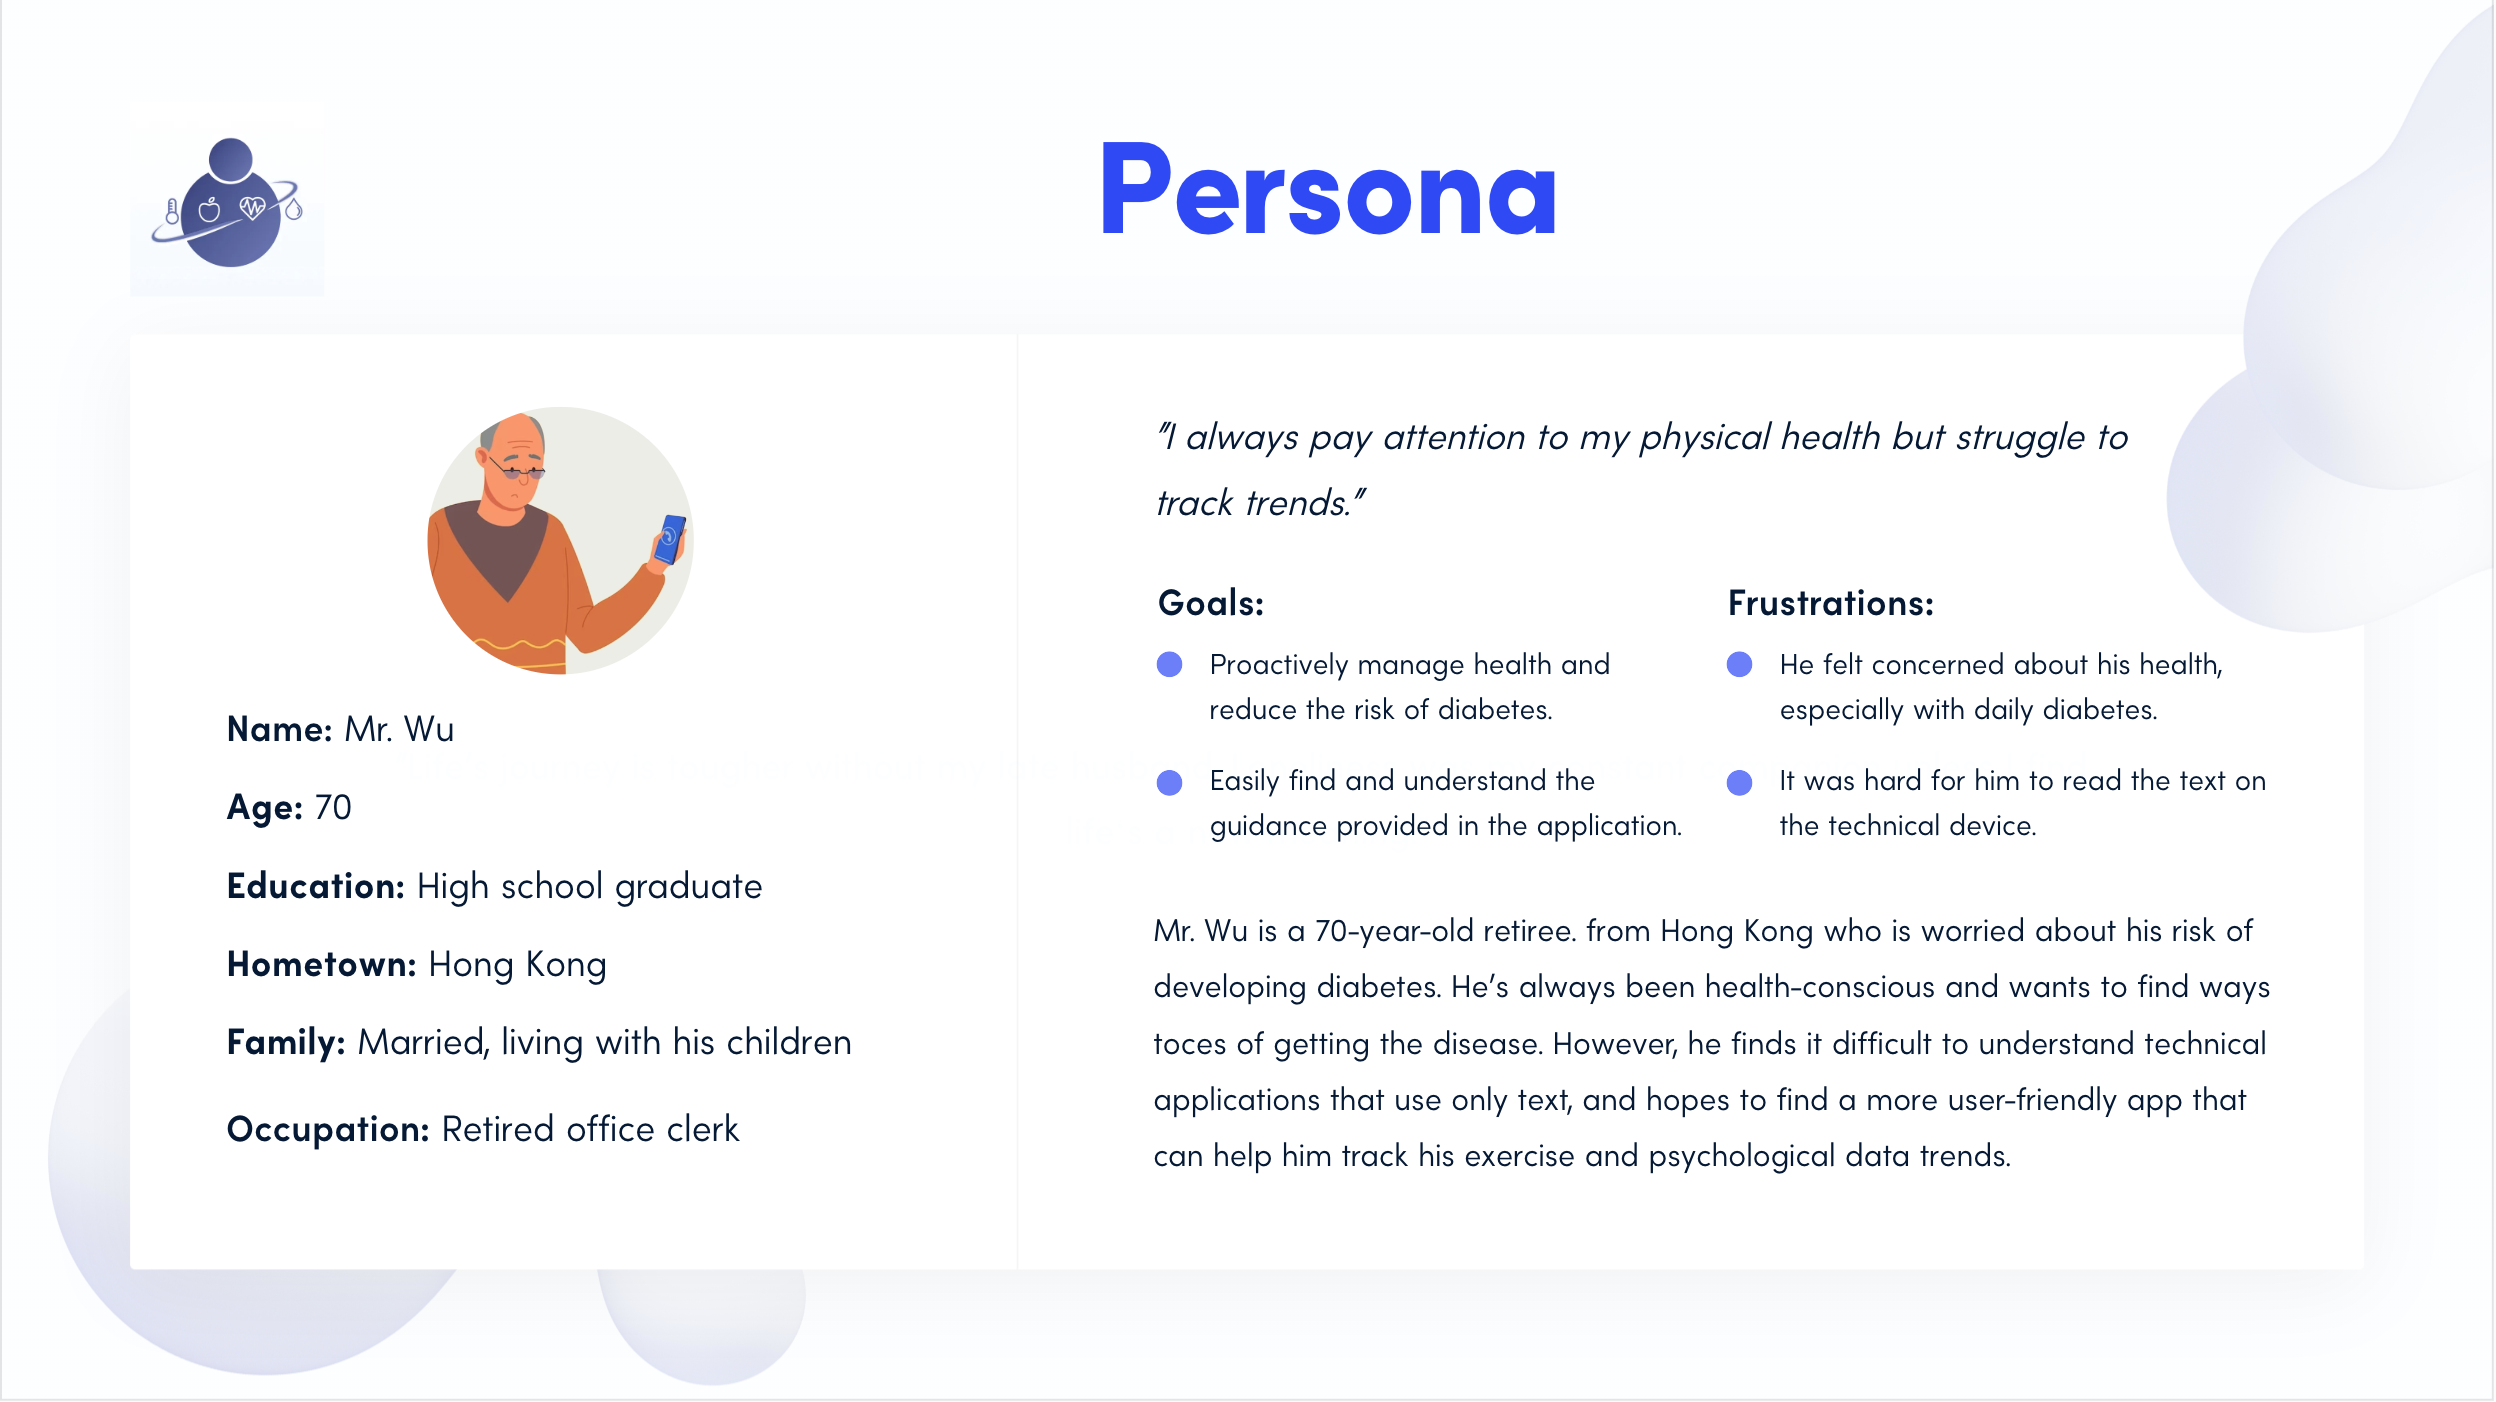 Persona
Name: Mr. Wu
Age: 70
Education: High school graduate
Hometown: Hong Kong
Family: Married, living with his children
Occupation: Retired office clerk
"I always pay attention to my physical health but struggle to
track trends."
Goals:
Proactively manage health and
reduce the risk of diabetes.
Easily find and understand the
guidance provided in the application.
Frustrations:
He felt concerned about his health,
especially with daily diabetes.
It was hard for him to read the text on
the technical device.
Mr. Wu is a 70-year-old retiree. from Hong Kong who is worried about his risk of
developing diabetes. He’s always been health-conscious and wants to find ways
toces of getting the disease. However, he finds it difficult to understand technical
applications that use only text, and hopes to find a more user-friendly app that
can help him track his exercise and psychological data trends.